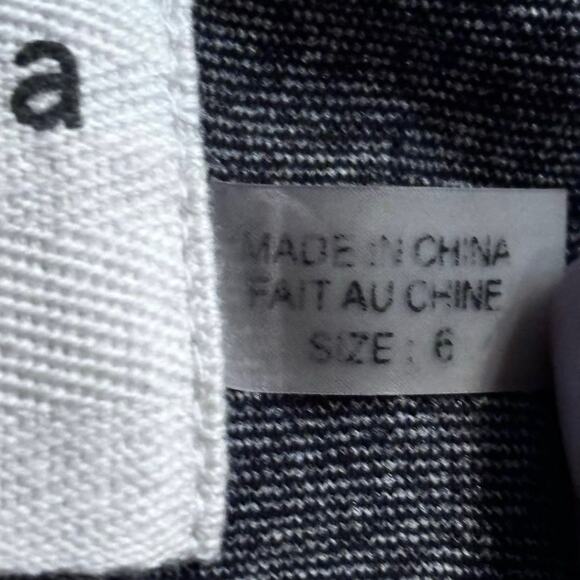 a
MADE IN CHINA
FAIT AU CHINE
SIZE : 6